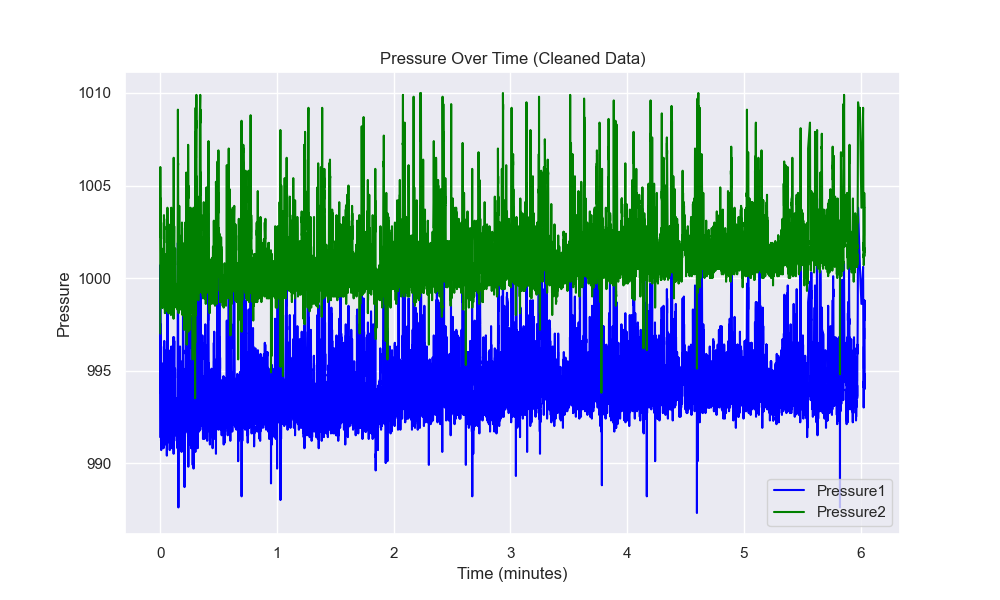 Pressure Over Time (Cleaned Data)
Pressure
1010
1005
1000
995
990
0 1 2 3 4 5 6
Time (minutes)
Pressure1
Pressure2